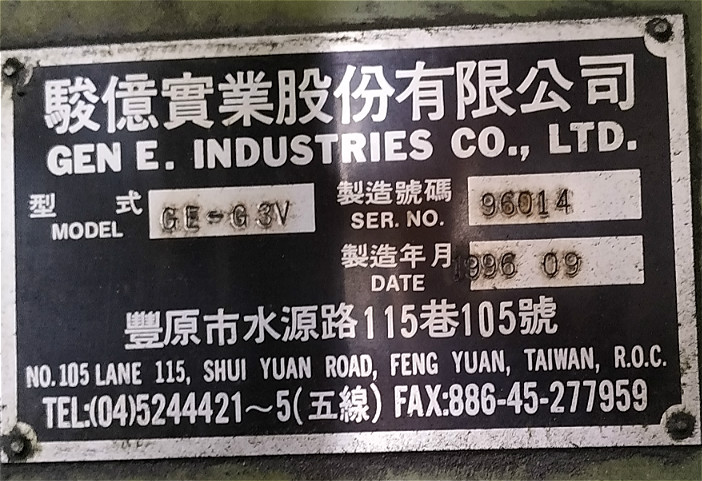 駿億實業股份有限公司
GEN E. INDUSTRIES CO., LTD.
型 式 MODEL GE-G3V
製造號碼 SER. NO. 96014
製造年月 DATE 1996 09
豐原市水源路115巷105號
NO. 105 LANE 115, SHUI YUAN ROAD, FENG YUAN, TAIWAN, R.O.C.
TEL:(04)5244421～5(五線) FAX:886-45-277959